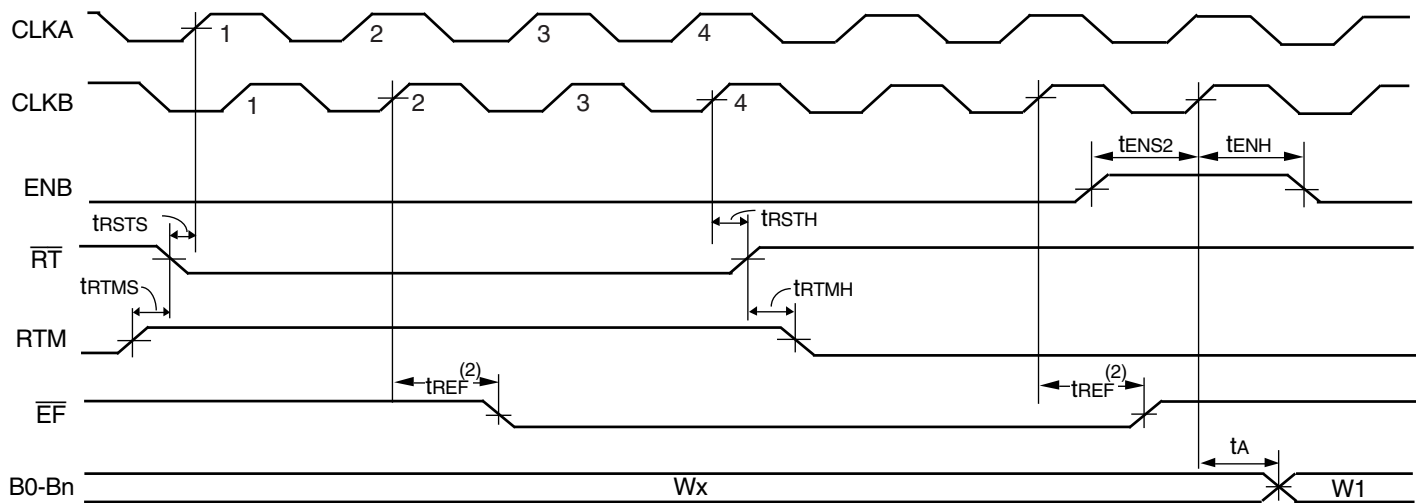 CLKA 1 2 3 4
CLKB 1 2 3 4
tENS2 tENH
ENB
tRSTS tRSTH
RT
tRTMS tRTMH
RTM
tREF(2) tREF(2)
EF
tA
B0-Bn Wx W1